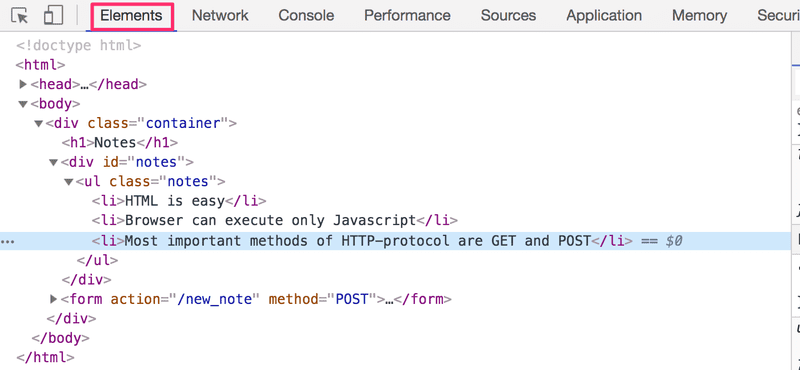 Elements Network Console Performance Sources Application Memory Securi
<!doctype html>
<html>
▶<head>…</head>
▼<body>
▼<div class="container">
<h1>Notes</h1>
▼<div id="notes">
▼<ul class="notes">
<li>HTML is easy</li>
<li>Browser can execute only Javascript</li>
… <li>Most important methods of HTTP-protocol are GET and POST</li> == $0
</ul>
</div>
▶<form action="/new_note" method="POST">…</form>
</div>
</body>
</html>